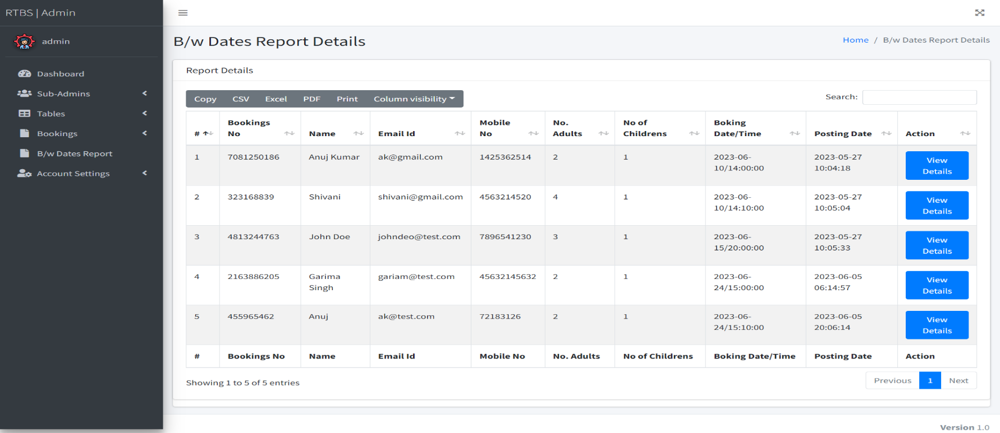 RTBS | Admin
admin
Dashboard
Sub-Admins
Tables
Bookings
B/w Dates Report
Account Settings
B/w Dates Report Details
Home / B/w Dates Report Details
Report Details
Copy CSV Excel PDF Print Column visibility
Search:
# Bookings No Name Email Id Mobile No No. Adults No of Childrens Boking Date/Time Posting Date Action
1 7081250186 Anuj Kumar ak@gmail.com 1425362514 2 1 2023-06-10/14:00:00 2023-05-27 10:04:18 View Details
2 323168839 Shivani shivani@gmail.com 4563214520 4 1 2023-06-10/14:10:00 2023-05-27 10:05:04 View Details
3 4813244763 John Doe johndeo@test.com 7896541230 3 1 2023-06-15/20:00:00 2023-05-27 10:05:33 View Details
4 2163886205 Garima Singh gariam@test.com 45632145632 2 1 2023-06-24/15:00:00 2023-06-05 06:14:57 View Details
5 455965462 Anuj ak@test.com 72183126 2 1 2023-06-24/15:10:00 2023-06-05 20:06:14 View Details
# Bookings No Name Email Id Mobile No No. Adults No of Childrens Boking Date/Time Posting Date Action
Showing 1 to 5 of 5 entries
Previous 1 Next
Version 1.0